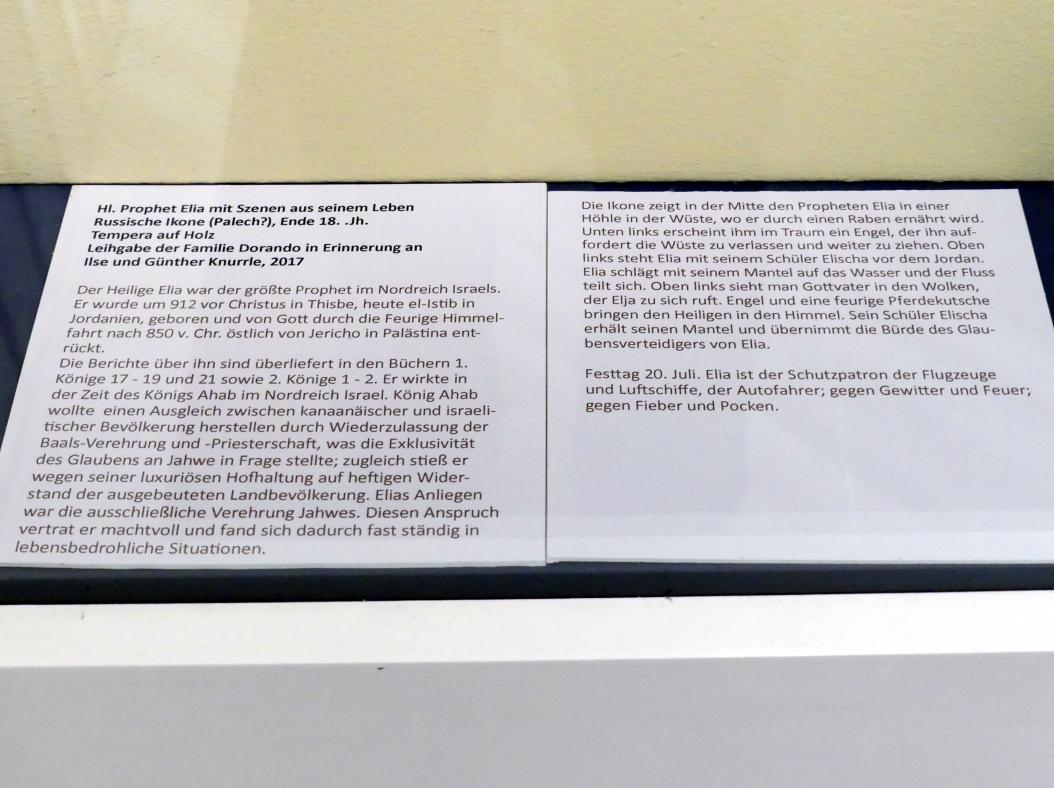 Hl. Prophet Elia mit Szenen aus seinem Leben
Russische Ikone (Palech?), Ende 18. .Jh.
Tempera auf Holz
Leihgabe der Familie Dorando in Erinnerung an
Ilse und Günther Knurrle, 2017
Der Heilige Elia war der größte Prophet im Nordreich Israels.
Er wurde um 912 vor Christus in Thisbe, heute el-Istib in
Jordanien, geboren und von Gott durch die Feurige Himmel-
fahrt nach 850 v. Chr. östlich von Jericho in Palästina ent-
rückt.
Die Berichte über ihn sind überliefert in den Büchern 1.
Könige 17 - 19 und 21 sowie 2. Könige 1 - 2. Er wirkte in
der Zeit des Königs Ahab im Nordreich Israel. König Ahab
wollte einen Ausgleich zwischen kanaanäischer und israeli-
tischer Bevölkerung herstellen durch Wiederzulassung der
Baals-Verehrung und -Priesterschaft, was die Exklusivität
des Glaubens an Jahwe in Frage stellte; zugleich stieß er
wegen seiner luxuriösen Hofhaltung auf heftigen Wider-
stand der ausgebeuteten Landbevölkerung. Elias Anliegen
war die ausschließliche Verehrung Jahwes. Diesen Anspruch
vertrat er machtvoll und fand sich dadurch fast ständig in
lebensbedrohliche Situationen.
Die Ikone zeigt in der Mitte den Propheten Elia in einer
Höhle in der Wüste, wo er durch einen Raben ernährt wird.
Unten links erscheint ihm im Traum ein Engel, der ihn auf-
fordert die Wüste zu verlassen und weiter zu ziehen. Oben
links steht Elia mit seinem Schüler Elischa vor dem Jordan.
Elia schlägt mit seinem Mantel auf das Wasser und der Fluss
teilt sich. Oben links sieht man Gottvater in den Wolken,
der Elja zu sich ruft. Engel und eine feurige Pferdekutsche
bringen den Heiligen in den Himmel. Sein Schüler Elischa
erhält seinen Mantel und übernimmt die Bürde des Glau-
bensverteidigers von Elia.
Festtag 20. Juli. Elia ist der Schutzpatron der Flugzeuge
und Luftschiffe, der Autofahrer; gegen Gewitter und Feuer;
gegen Fieber und Pocken.